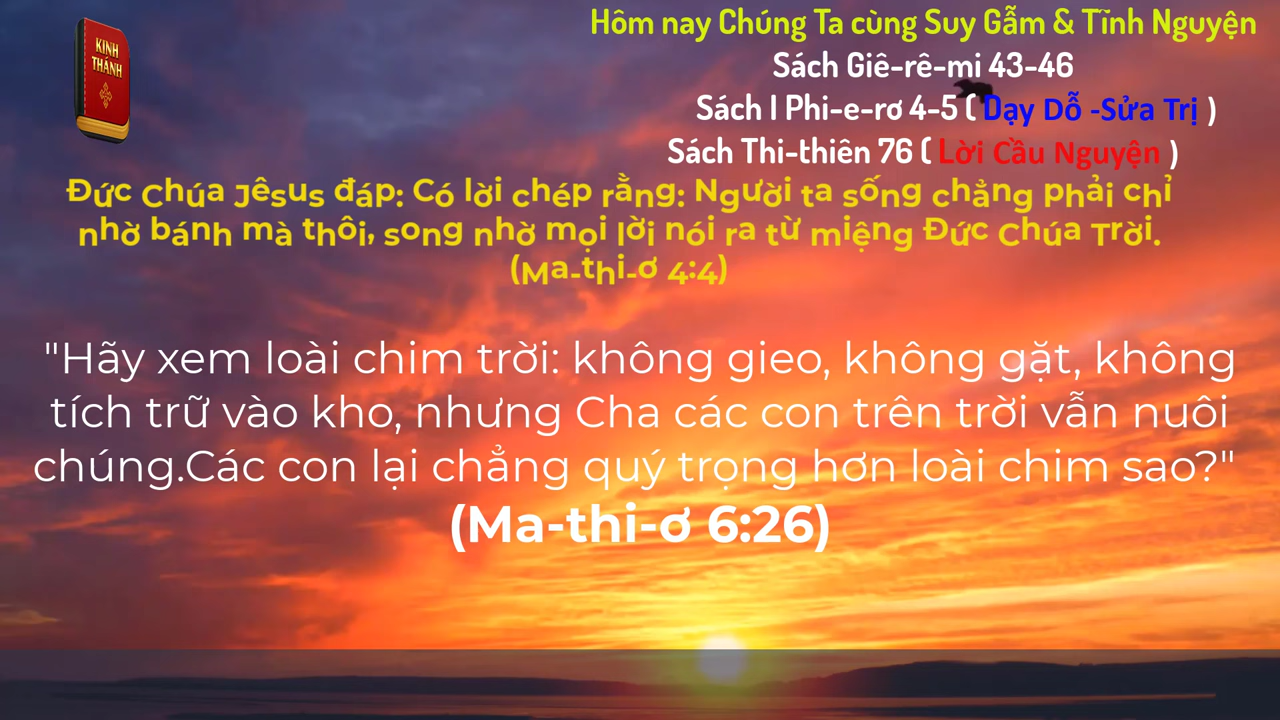 KINH
THÁNH
Hôm nay Chúng Ta cùng Suy Gẫm & Tĩnh Nguyện
Sách Giê-rê-mi 43-46
Sách I Phi-e-rơ 4-5 ( Dạy Dỗ -Sửa Trị )
Sách Thi-thiên 76 ( Lời Cầu Nguyện )
Đức Chúa Jêsus đáp: Có lời chép rằng: Người ta sống chẳng phải chỉ
nhờ bánh mà thôi, song nhờ mọi lời nói ra từ miệng Đức Chúa Trời.
(Ma-thi-ơ 4:4)
"Hãy xem loài chim trời: không gieo, không gặt, không
tích trữ vào kho, nhưng Cha các con trên trời vẫn nuôi
chúng.Các con lại chẳng quý trọng hơn loài chim sao?"
(Ma-thi-ơ 6:26)